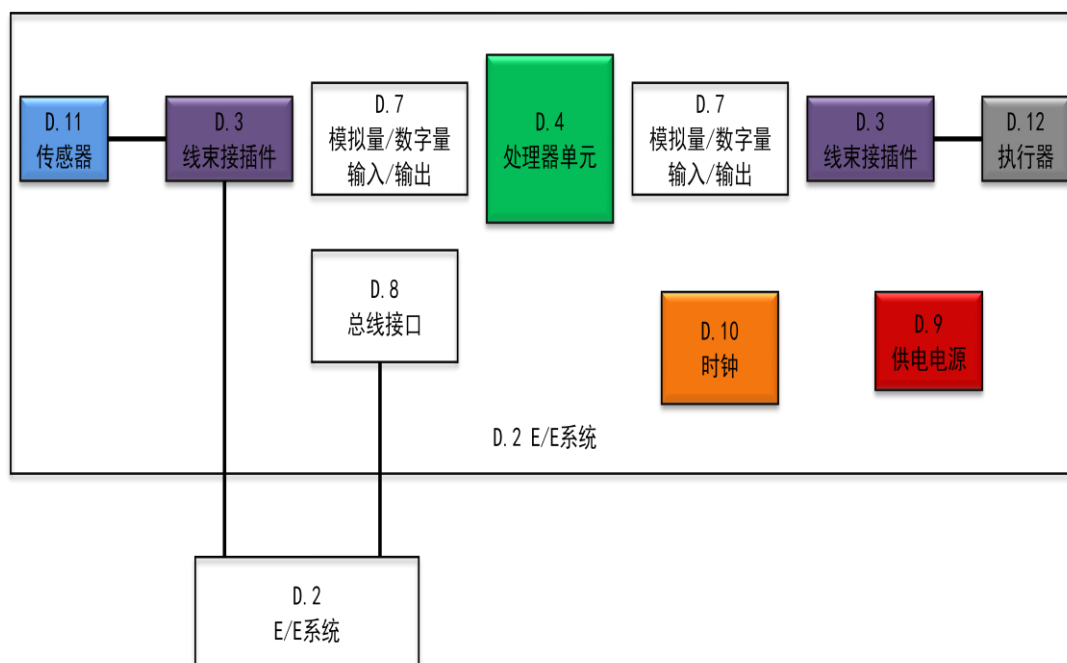 D.11
传感器
D.3
线束接插件
D.7
模拟量/数字量
输入/输出
D.4
处理器单元
D.7
模拟量/数字量
输入/输出
D.3
线束接插件
D.12
执行器
D.8
总线接口
D.10
时钟
D.9
供电电源
D.2 E/E系统
D.2
E/E系统